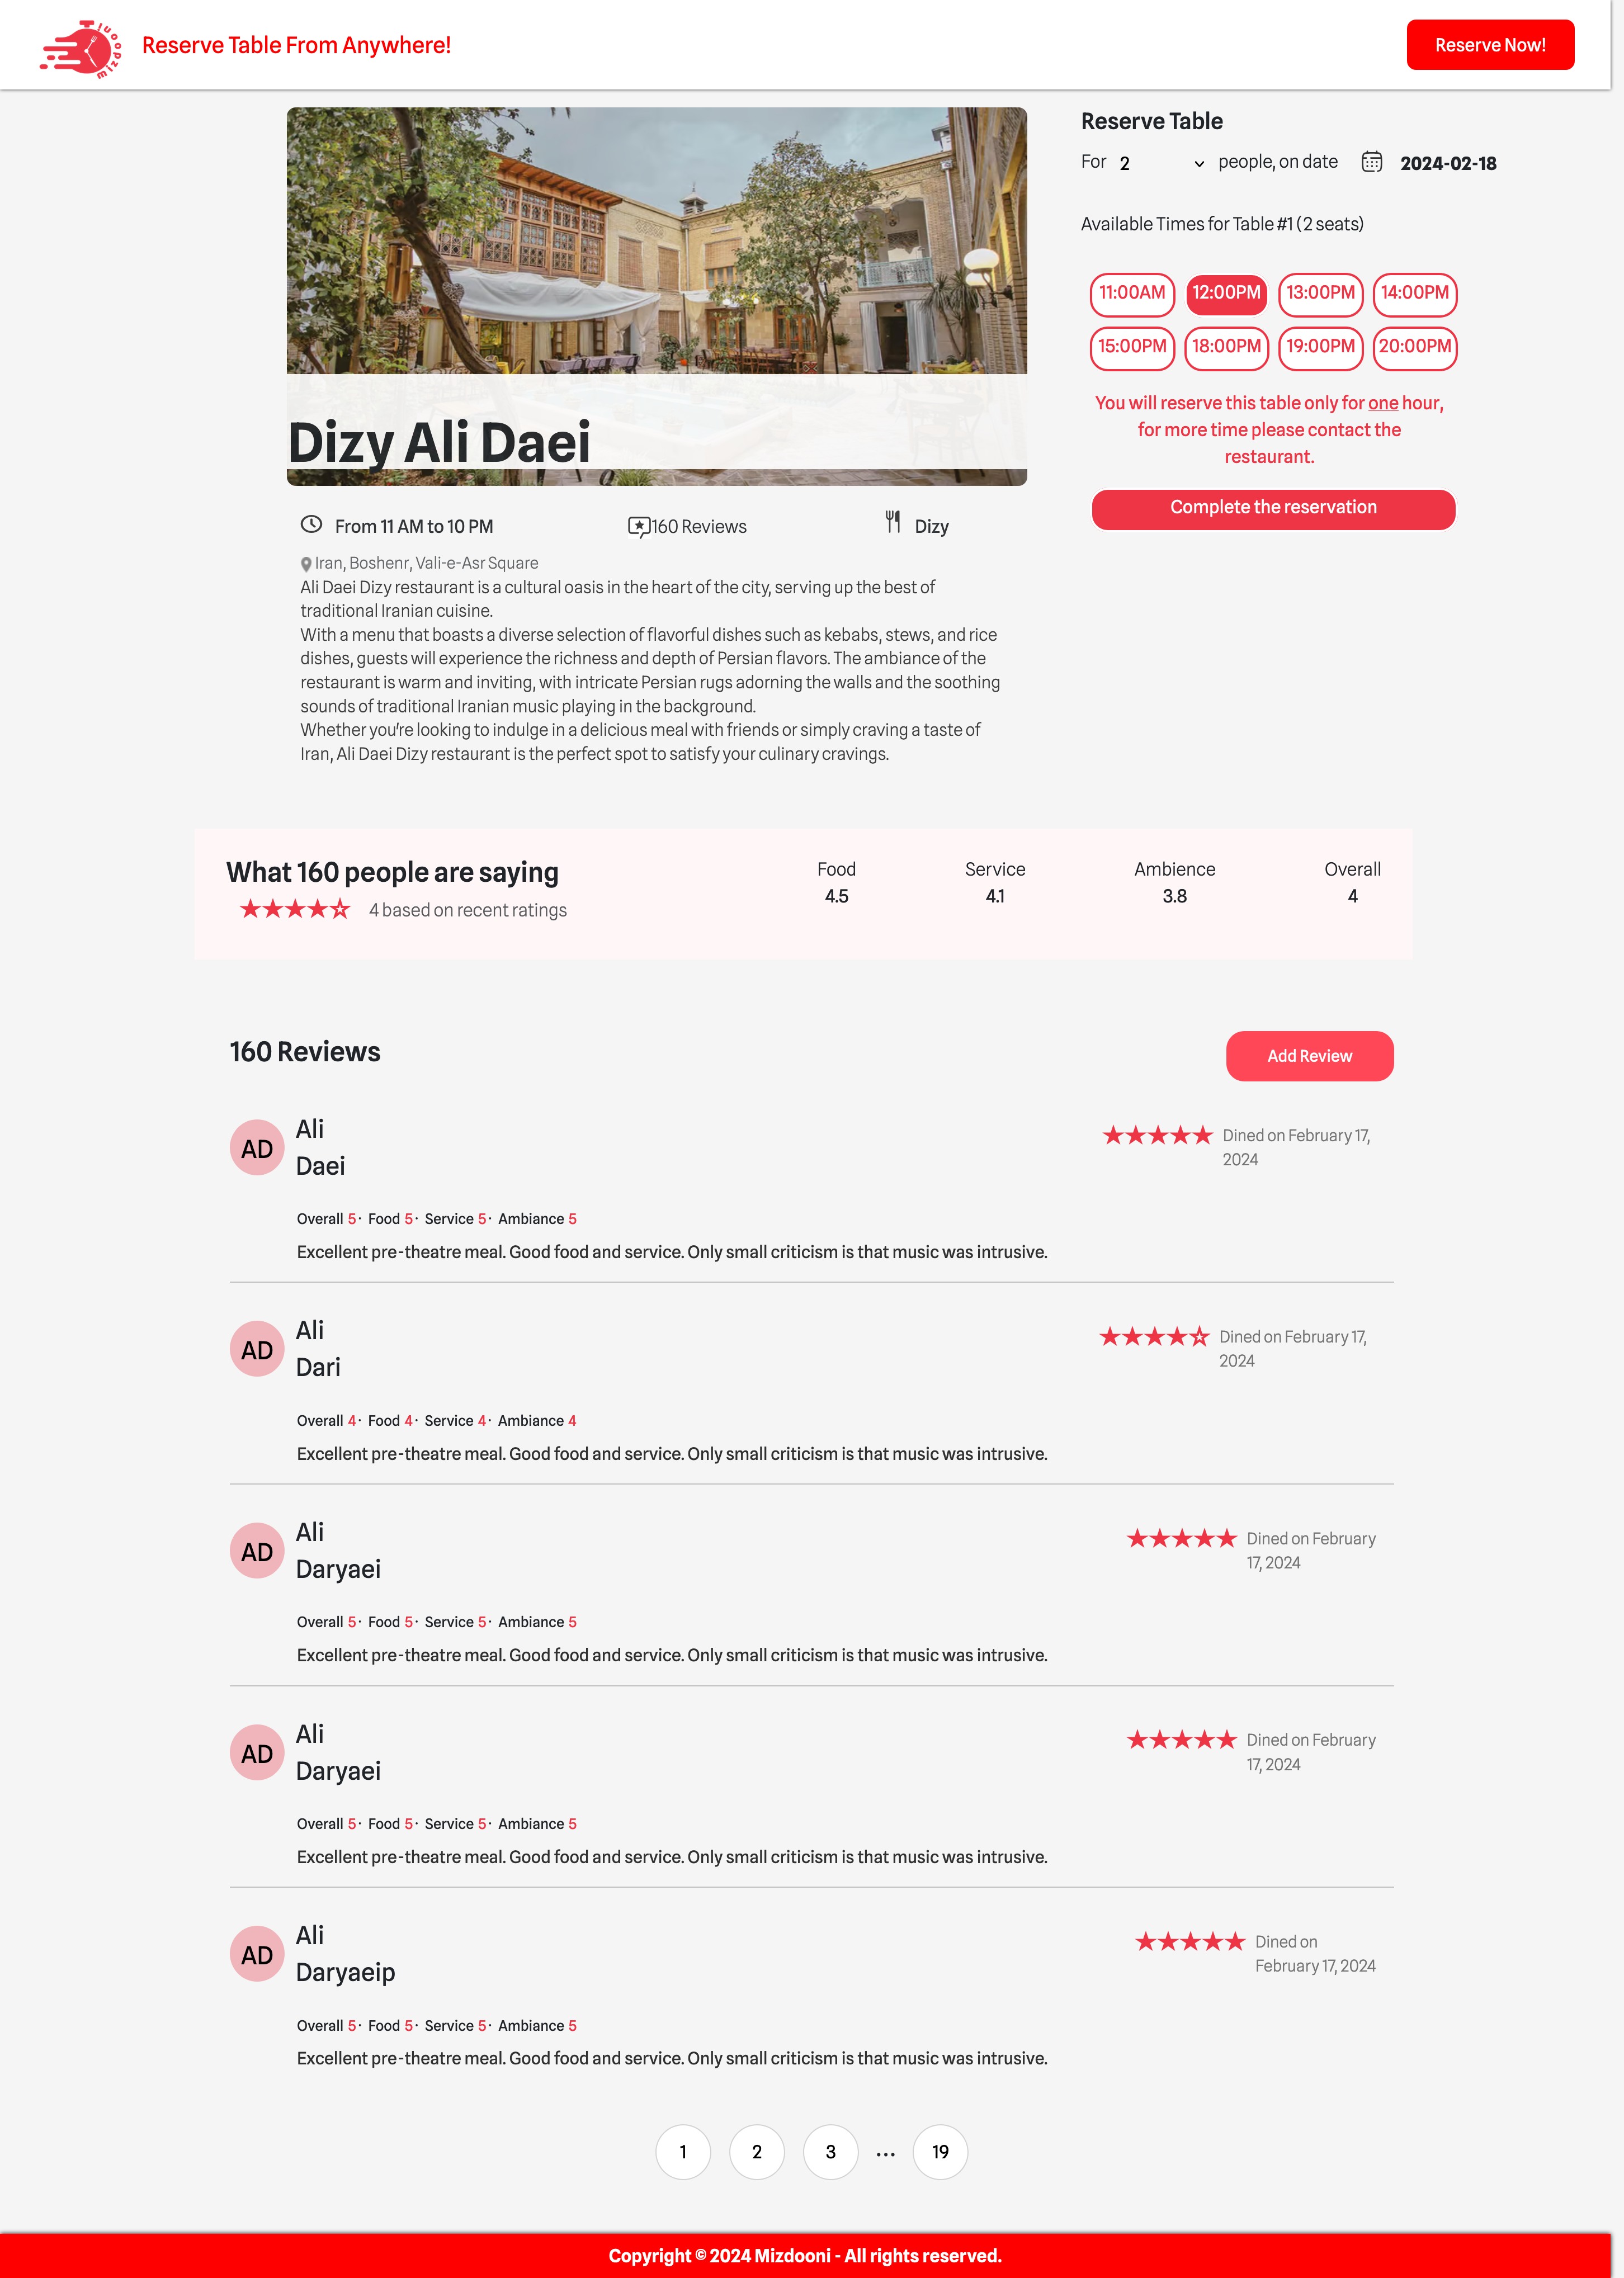 mizdooni
Reserve Table From Anywhere!
Reserve Now!
Dizy Ali Daei
From 11 AM to 10 PM
160 Reviews
Dizy
Iran, Boshenr, Vali-e-Asr Square
Ali Daei Dizy restaurant is a cultural oasis in the heart of the city, serving up the best of
traditional Iranian cuisine.
With a menu that boasts a diverse selection of flavorful dishes such as kebabs, stews, and rice
dishes, guests will experience the richness and depth of Persian flavors. The ambiance of the
restaurant is warm and inviting, with intricate Persian rugs adorning the walls and the soothing
sounds of traditional Iranian music playing in the background.
Whether you're looking to indulge in a delicious meal with friends or simply craving a taste of
Iran, Ali Daei Dizy restaurant is the perfect spot to satisfy your culinary cravings.
Reserve Table
For 2 people, on date 2024-02-18
Available Times for Table #1 (2 seats)
11:00AM 12:00PM 13:00PM 14:00PM
15:00PM 18:00PM 19:00PM 20:00PM
You will reserve this table only for one hour,
for more time please contact the
restaurant.
Complete the reservation
What 160 people are saying
★★★★☆ 4 based on recent ratings
Food Service Ambience Overall
4.5 4.1 3.8 4
160 Reviews
Add Review
AD
Ali
Daei
★★★★★ Dined on February 17,
2024
Overall 5· Food 5· Service 5· Ambiance 5
Excellent pre-theatre meal. Good food and service. Only small criticism is that music was intrusive.
AD
Ali
Dari
★★★★☆ Dined on February 17,
2024
Overall 4· Food 4· Service 4· Ambiance 4
Excellent pre-theatre meal. Good food and service. Only small criticism is that music was intrusive.
AD
Ali
Daryaei
★★★★★ Dined on February
17, 2024
Overall 5· Food 5· Service 5· Ambiance 5
Excellent pre-theatre meal. Good food and service. Only small criticism is that music was intrusive.
AD
Ali
Daryaei
★★★★★ Dined on February
17, 2024
Overall 5· Food 5· Service 5· Ambiance 5
Excellent pre-theatre meal. Good food and service. Only small criticism is that music was intrusive.
AD
Ali
Daryaeip
★★★★★ Dined on
February 17, 2024
Overall 5· Food 5· Service 5· Ambiance 5
Excellent pre-theatre meal. Good food and service. Only small criticism is that music was intrusive.
1 2 3 ... 19
Copyright © 2024 Mizdooni - All rights reserved.